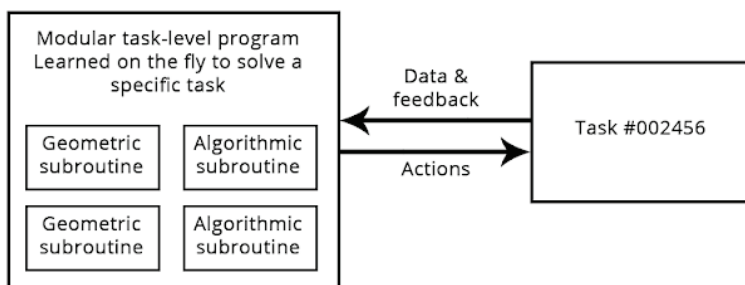 Modular task-level program
Learned on the fly to solve a
specific task
Geometric
subroutine
Algorithmic
subroutine
Geometric
subroutine
Algorithmic
subroutine
Data &
feedback
Actions
Task #002456